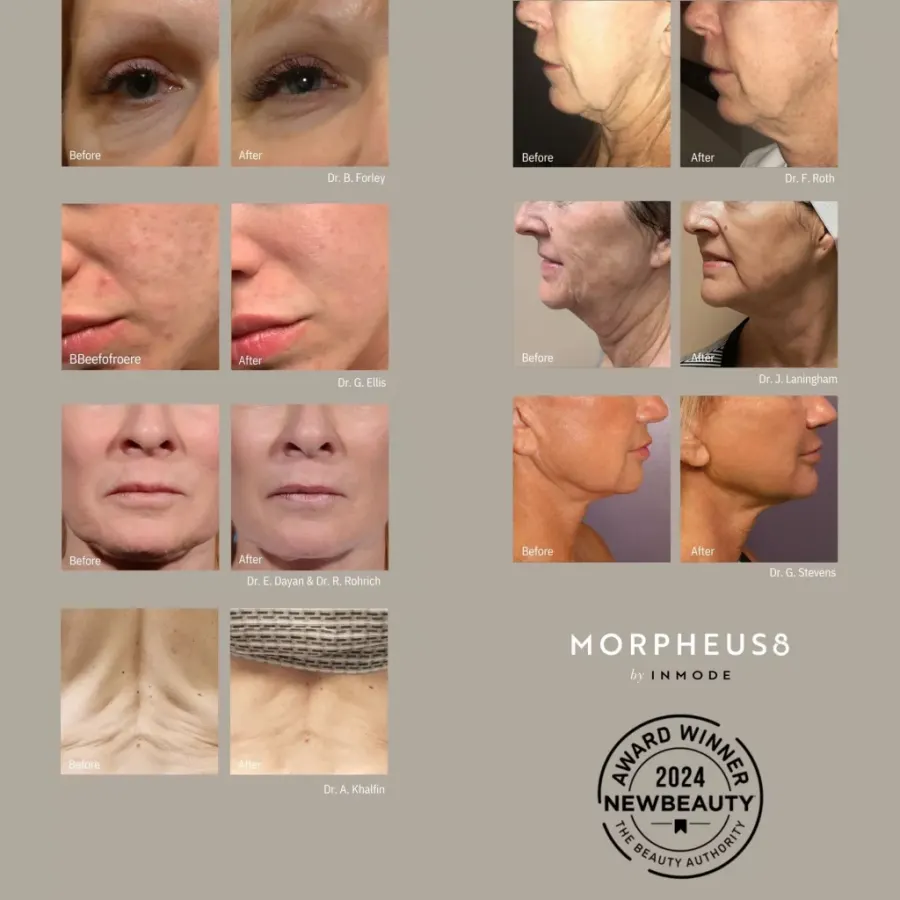 Before
After
Dr. B. Forley
BBeefofroere
After
Dr. G. Ellis
Before
After
Dr. E. Dayan & Dr. R. Rohrich
Before
After
Dr. A. Khalfin
Before
After
Dr. F. Roth
Before
After
Dr. J. Laningham
Before
After
Dr. G. Stevens
MORPHEUS8
by INMODE
AWARD WINNER
2024
NEWBEAUTY
THE BEAUTY AUTHORITY